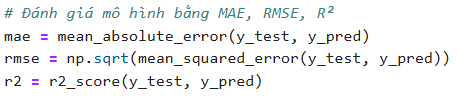 # Đánh giá mô hình bằng MAE, RMSE, R²
mae = mean_absolute_error(y_test, y_pred)
rmse = np.sqrt(mean_squared_error(y_test, y_pred))
r2 = r2_score(y_test, y_pred)